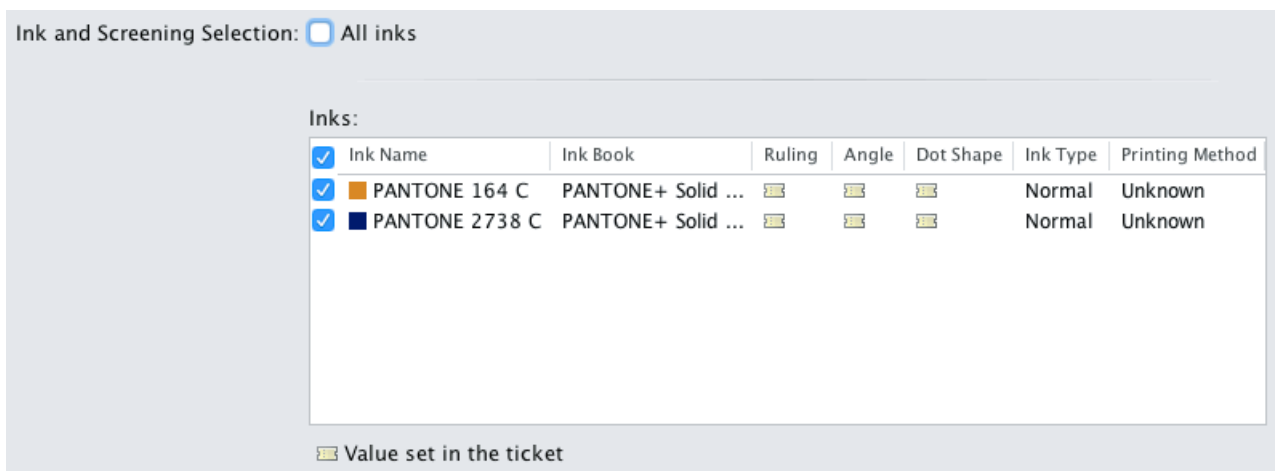 Ink and Screening Selection: All inks
Inks:
Ink Name Ink Book Ruling Angle Dot Shape Ink Type Printing Method
PANTONE 164 C PANTONE+ Solid ... Normal Unknown
PANTONE 2738 C PANTONE+ Solid ... Normal Unknown
Value set in the ticket